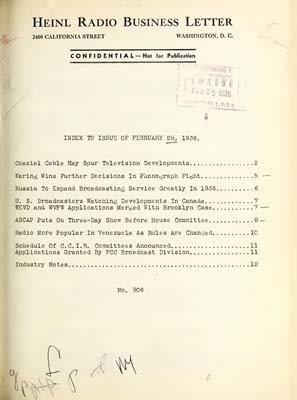 HEINL RADIO BUSINESS LETTER
2400 CALIFORNIA STREET WASHINGTON, D. C.
CONFIDENTIAL — Not for Publication
FEB 1936
INDEX TO ISSUE OF FEBRUARY 25, 1936.
Coaxial Cable May Spur Television Developments................2
Waring Wins Further Decisions In Phonograph Fight.............5
Russia To Expand Broadcasting Service Greatly In 1936.........6
U. S. Broadcasters Watching Developments In Canada............7
WEVD and WVFW Applications Merged With Brooklyn Case..........7
ASCAP Puts On Three-Day Show Before House Committee...........8
Radio More Popular In Venezuela As Rules Are Changed.........10
Schedule Of C.C.I.R. Committees Announced....................11
Applications Granted By FCC Broadcast Division...............11
Industry Notes...............................................12
No. 906